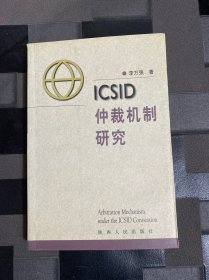 李万强 著
ICSID
仲裁机制
研究
Arbitration Mechanism
under the ICSID Convention
陕西人民出版社